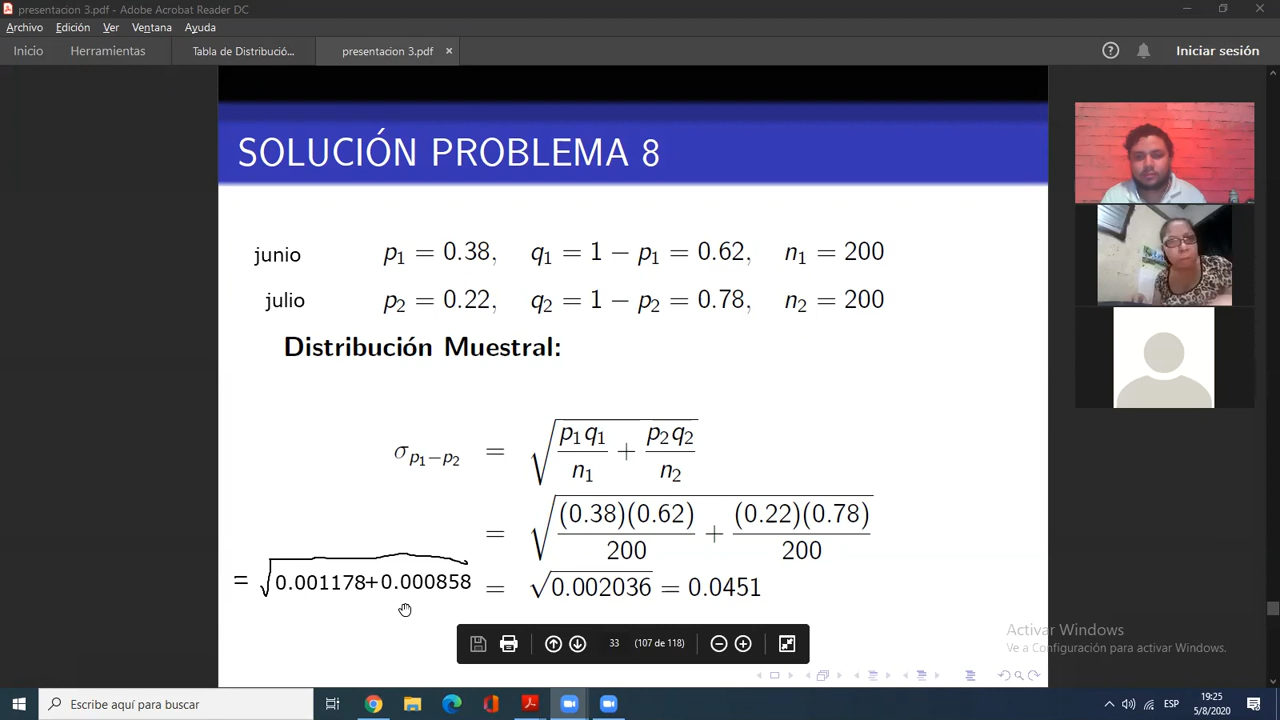 presentacion 3.pdf - Adobe Acrobat Reader DC
Archivo Edición Ver Ventana Ayuda
Inicio Herramientas Tabla de Distribució... presentacion 3.pdf × Iniciar sesión
SOLUCIÓN PROBLEMA 8
junio p₁ = 0.38, q₁ = 1 − p₁ = 0.62, n₁ = 200
julio p₂ = 0.22, q₂ = 1 − p₂ = 0.78, n₂ = 200
Distribución Muestral:
σ_{p₁−p₂} = √(p₁q₁/n₁ + p₂q₂/n₂)
= √((0.38)(0.62)/200 + (0.22)(0.78)/200)
= √0.001178+0.000858 = √0.002036 = 0.0451
33 (107 de 118)
Activar Windows
Ve a Configuración para activar Windows.
Escribe aquí para buscar
ESP
19:25
5/8/2020